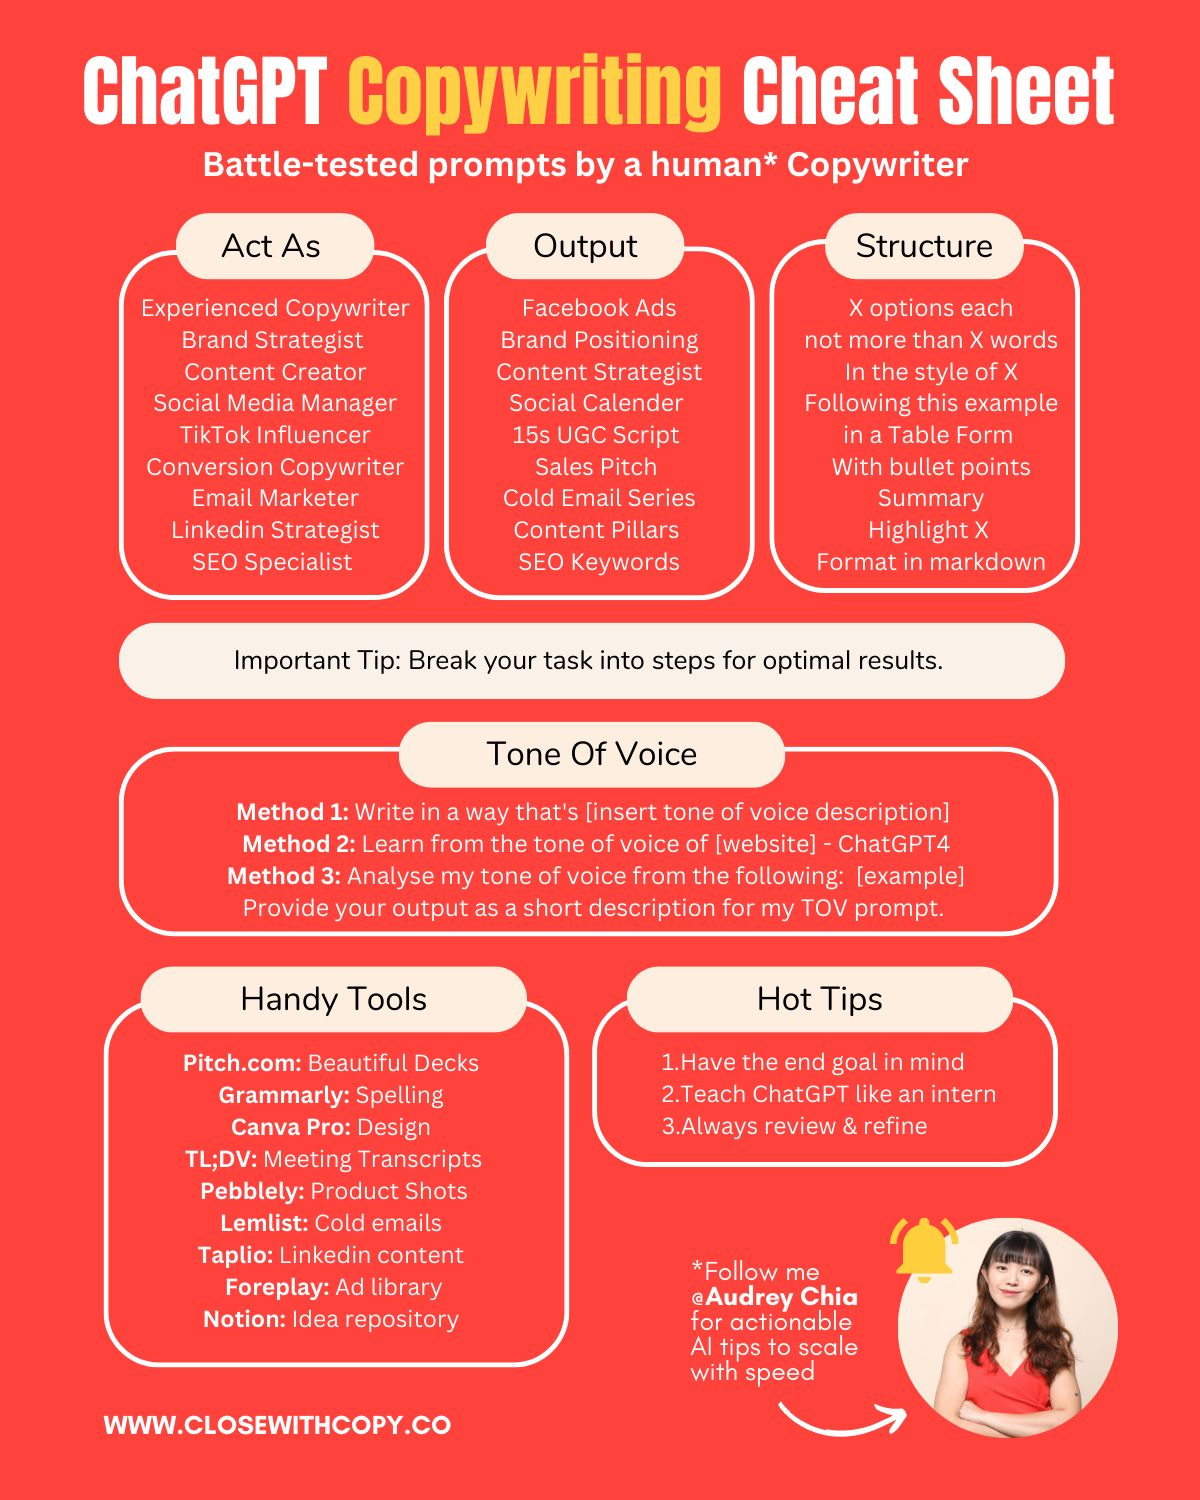 ChatGPT Copywriting Cheat Sheet
Battle-tested prompts by a human* Copywriter
Act As
Experienced Copywriter
Brand Strategist
Content Creator
Social Media Manager
TikTok Influencer
Conversion Copywriter
Email Marketer
Linkedin Strategist
SEO Specialist
Output
Facebook Ads
Brand Positioning
Content Strategist
Social Calender
15s UGC Script
Sales Pitch
Cold Email Series
Content Pillars
SEO Keywords
Structure
X options each
not more than X words
In the style of X
Following this example
in a Table Form
With bullet points
Summary
Highlight X
Format in markdown
Important Tip: Break your task into steps for optimal results.
Tone Of Voice
Method 1: Write in a way that's [insert tone of voice description]
Method 2: Learn from the tone of voice of [website] - ChatGPT4
Method 3: Analyse my tone of voice from the following: [example]
Provide your output as a short description for my TOV prompt.
Handy Tools
Pitch.com: Beautiful Decks
Grammarly: Spelling
Canva Pro: Design
TL;DV: Meeting Transcripts
Pebblely: Product Shots
Lemlist: Cold emails
Taplio: Linkedin content
Foreplay: Ad library
Notion: Idea repository
Hot Tips
1.Have the end goal in mind
2.Teach ChatGPT like an intern
3.Always review & refine
*Follow me
@Audrey Chia
for actionable
AI tips to scale
with speed
WWW.CLOSEWITHCOPY.CO